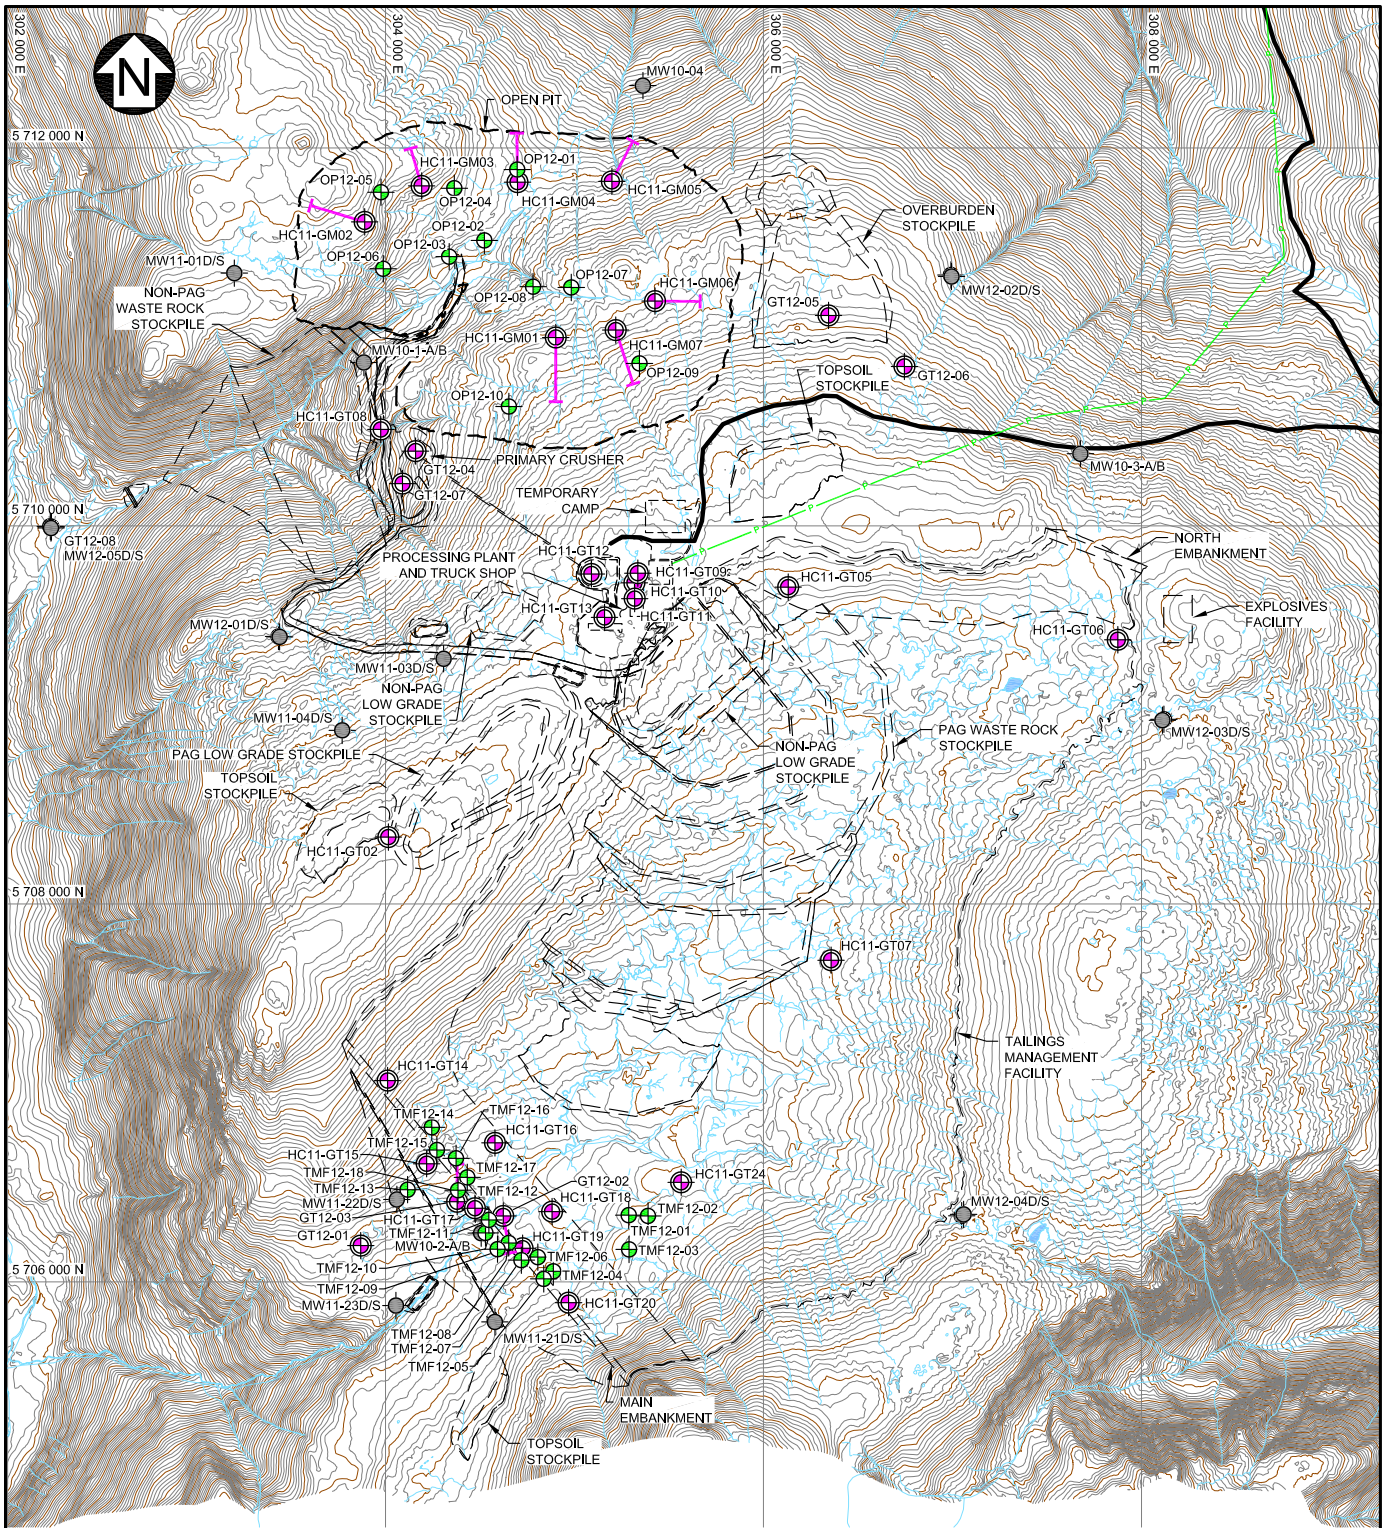 302 000 E
304 000 E
306 000 E
308 000 E
N
MW10-04
OPEN PIT
5 712 000 N
HC11-GM03
OP12-01
OP12-05
OP12-04
HC11-GM04
HC11-GM05
OVERBURDEN
STOCKPILE
HC11-GM02
OP12-02
OP12-03
MW11-01D/S
OP12-06
OP12-07
HC11-GM06
MW12-02D/S
NON-PAG
WASTE ROCK
STOCKPILE
OP12-08
GT12-05
HC11-GM01
HC11-GM07
MW10-1-A/B
OP12-09
TOPSOIL
STOCKPILE
GT12-06
OP12-10
HC11-GT08
PRIMARY CRUSHER
GT12-04
MW10-3-A/B
GT12-07
TEMPORARY
CAMP
5 710 000 N
GT12-08
MW12-05D/S
PROCESSING PLANT
AND TRUCK SHOP
HC11-GT12
HC11-GT09
HC11-GT10
HC11-GT05
NORTH
EMBANKMENT
HC11-GT13
HC11-GT11
EXPLOSIVES
FACILITY
MW12-01D/S
HC11-GT06
MW11-03D/S
NON-PAG
LOW GRADE
STOCKPILE
MW11-04D/S
MW12-03D/S
PAG LOW GRADE STOCKPILE
NON-PAG
LOW GRADE
STOCKPILE
PAG WASTE ROCK
STOCKPILE
TOPSOIL
STOCKPILE
HC11-GT02
5 708 000 N
HC11-GT07
TAILINGS
MANAGEMENT
FACILITY
HC11-GT14
TMF12-14
TMF12-16
HC11-GT16
TMF12-15
HC11-GT15
TMF12-18
TMF12-17
TMF12-13
TMF12-12
GT12-02
HC11-GT24
MW11-22D/S
HC11-GT18
MW12-04D/S
GT12-03
HC11-GT17
TMF12-02
TMF12-11
TMF12-01
GT12-01
MW10-2-A/B
HC11-GT19
TMF12-03
TMF12-10
TMF12-06
5 706 000 N
TMF12-09
TMF12-04
MW11-23D/S
HC11-GT20
TMF12-08
MW11-21D/S
TMF12-07
TMF12-05
MAIN
EMBANKMENT
TOPSOIL
STOCKPILE
P
P
P
P
P
P
P
P
P
P